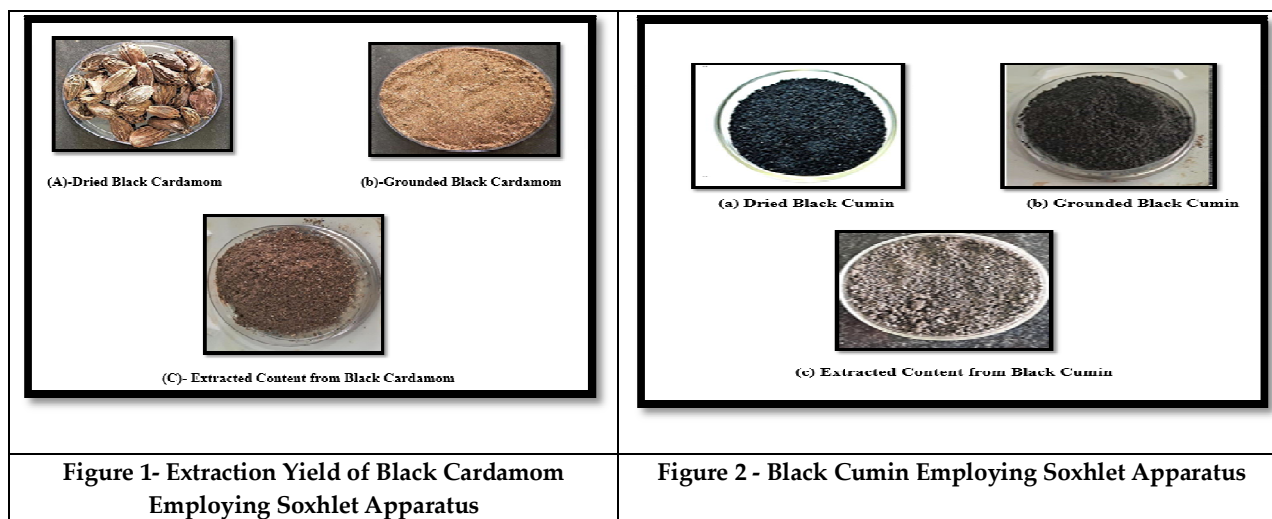 (A)-Dried Black Cardamom
(b)-Grounded Black Cardamom
(C)- Extracted Content from Black Cardamom
(a) Dried Black Cumin
(b) Grounded Black Cumin
(c) Extracted Content from Black Cumin
Figure 1- Extraction Yield of Black Cardamom
Employing Soxhlet Apparatus
Figure 2 - Black Cumin Employing Soxhlet Apparatus